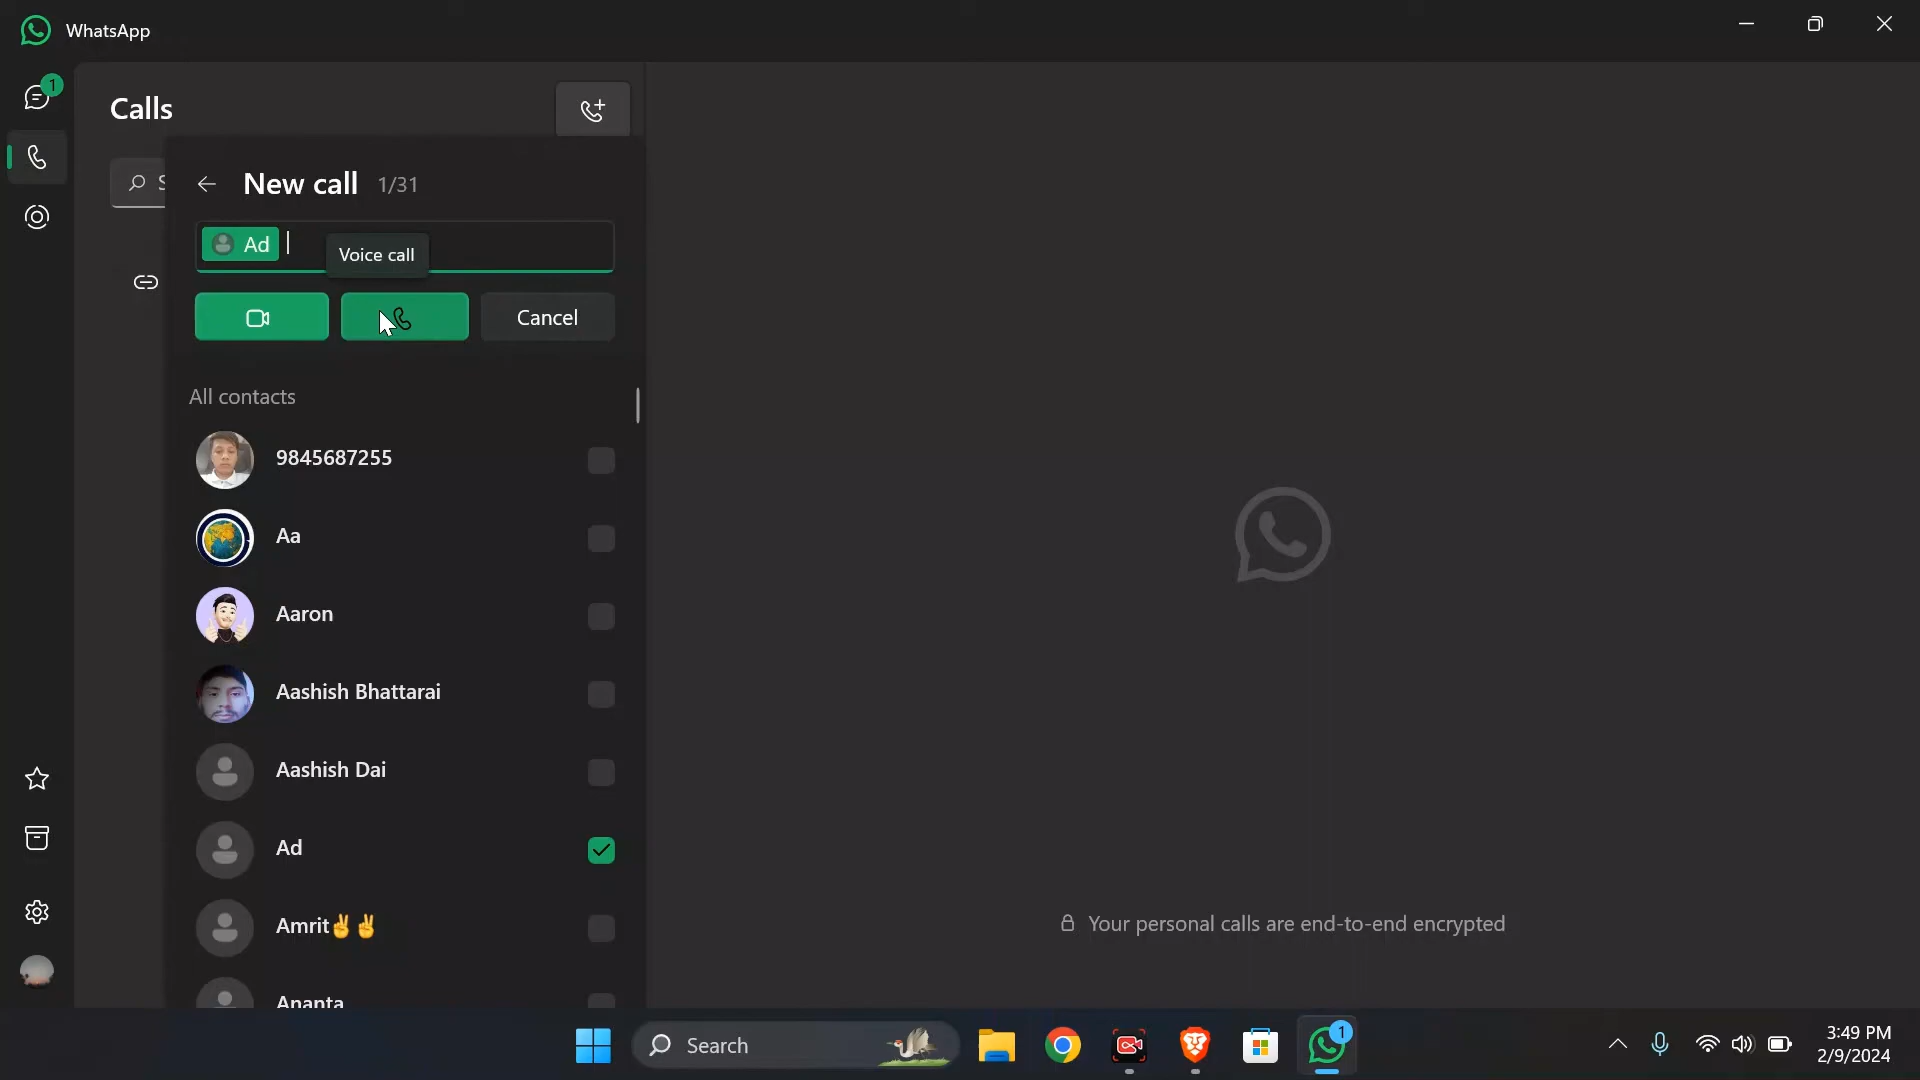 WhatsApp
1
Calls
New call 1/31
Ad
Voice call
Cancel
All contacts
9845687255
Aa
Aaron
Aashish Bhattarai
Aashish Dai
Ad
Amrit✌✌
Ananta
Your personal calls are end-to-end encrypted
Search
1
3:49 PM
2/9/2024